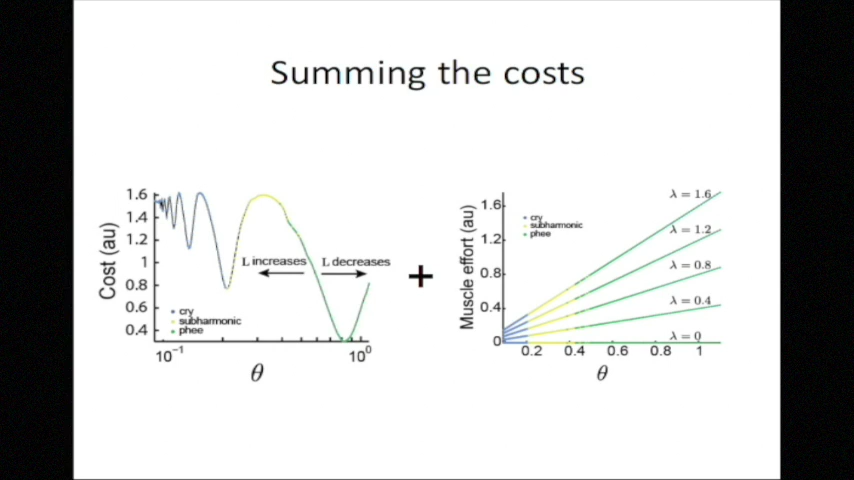 Summing the costs
Cost (au)
1.6
1.4
1.2
1
0.8
0.6
0.4
L increases
L decreases
cry
subharmonic
phee
10⁻¹
10⁰
θ
+
Muscle effort (au)
1.6
1.2
0.8
0.4
0
cry
subharmonic
phee
λ = 1.6
λ = 1.2
λ = 0.8
λ = 0.4
λ = 0
0.2 0.4 0.6 0.8 1
θ